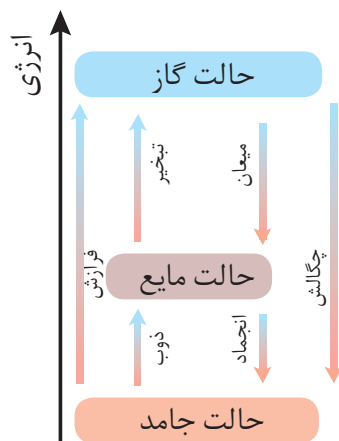 انرژی
حالت گاز
تبخیر
میعان
فرازش
چگالش
حالت مایع
ذوب
انجماد
حالت جامد